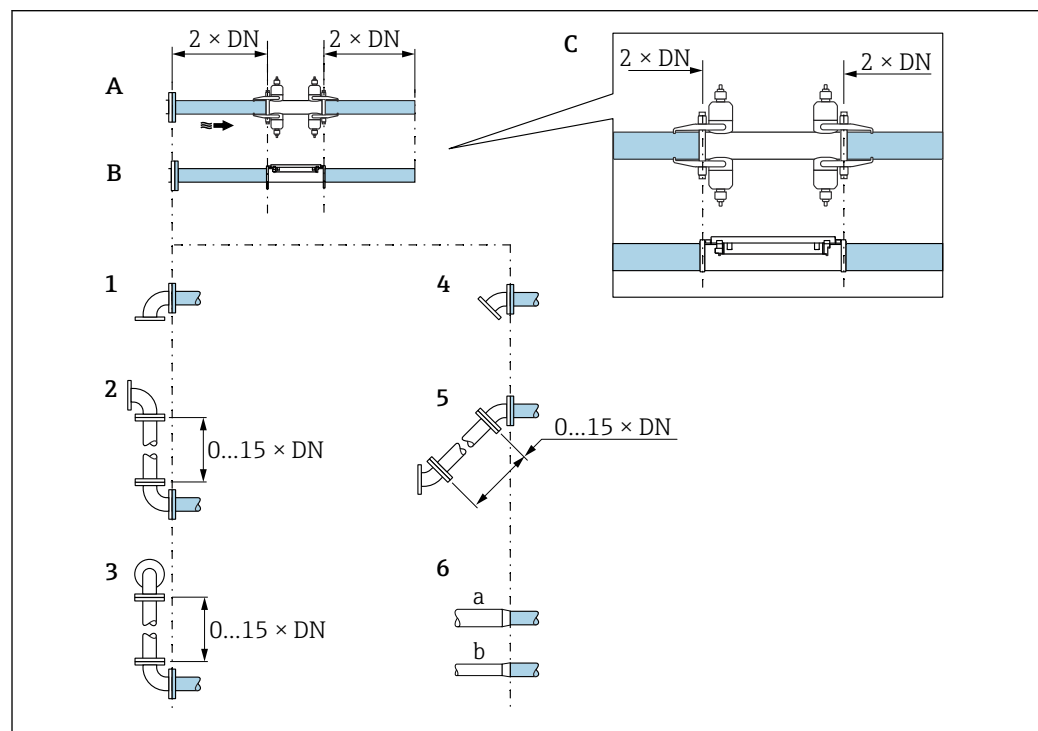 2 × DN
2 × DN
C
2 × DN
2 × DN
A
B
1
4
2
5
0...15 × DN
0...15 × DN
3
6
a
0...15 × DN
b